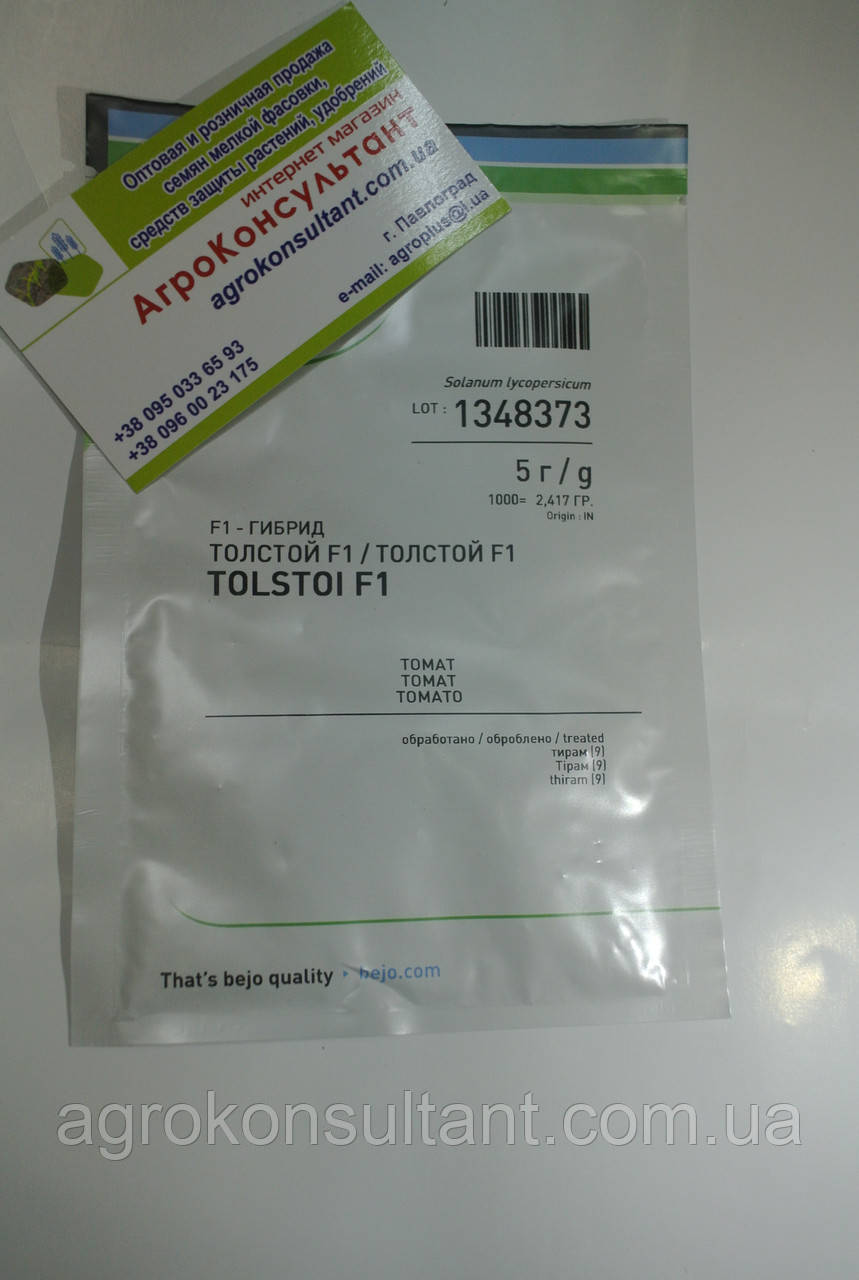 Оптовая и розничная продажа
семян мелкой фасовки,
средств защиты растений, удобрений
интернет магазин
АгроКонсультант
agrokonsultant.com.ua
г. Павлоград
e-mail: agroplus@i.ua
+38 095 033 65 93
+38 096 00 23 175
Solanum lycopersicum
LOT : 1348373
5 г / g
1000= 2,417 ГР.
Origin : IN
F1 - ГИБРИД
ТОЛСТОЙ F1 / ТОЛСТОЙ F1
TOLSTOI F1
ТОМАТ
ТОМАТ
TOMATO
обработано / оброблено / treated
тирам (9)
Тірам (9)
thiram (9)
That's bejo quality bejo.com
agrokonsultant.com.ua